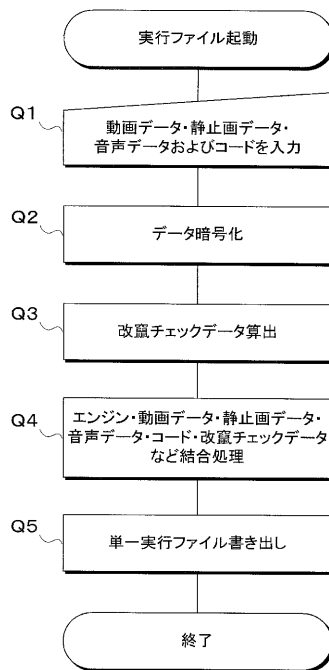 実行ファイル起動
Q1
動画データ・静止画データ・
音声データおよびコードを入力
Q2
データ暗号化
Q3
改竄チェックデータ算出
Q4
エンジン・動画データ・静止画データ・
音声データ・コード・改竄チェックデータ
など結合処理
Q5
単一実行ファイル書き出し
終了